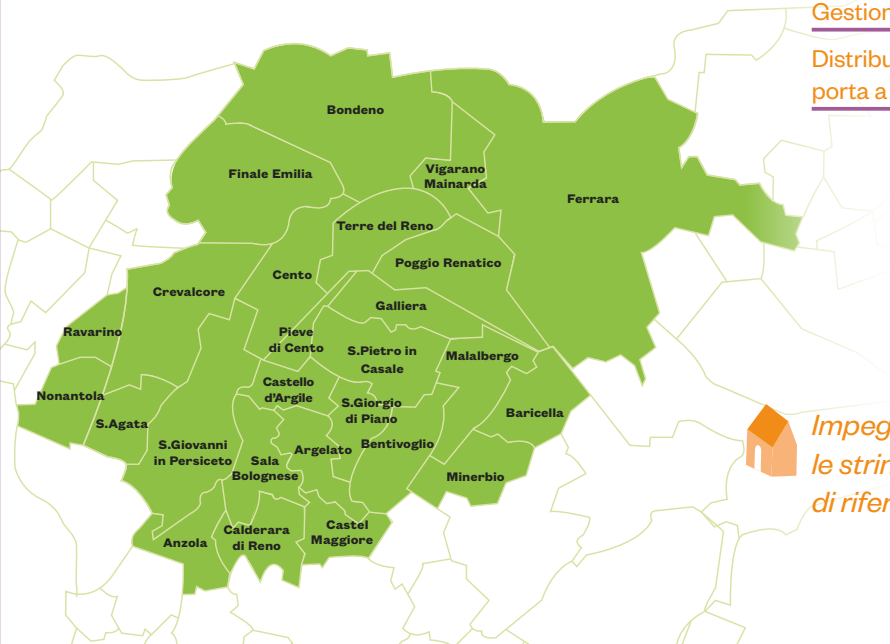 Gestion
Distribu
porta a
Bondeno
Finale Emilia
Vigarano
Mainarda
Ferrara
Terre del Reno
Poggio Renatico
Cento
Crevalcore
Galliera
Ravarino
Pieve
di Cento
S.Pietro in
Casale
Malalbergo
Nonantola
Castello
d'Argile
S.Giorgio
di Piano
Baricella
S.Agata
S.Giovanni
in Persiceto
Sala
Bolognese
Argelato
Bentivoglio
Minerbio
Anzola
Calderara
di Reno
Castel
Maggiore
Impeg
le strin
di rifer